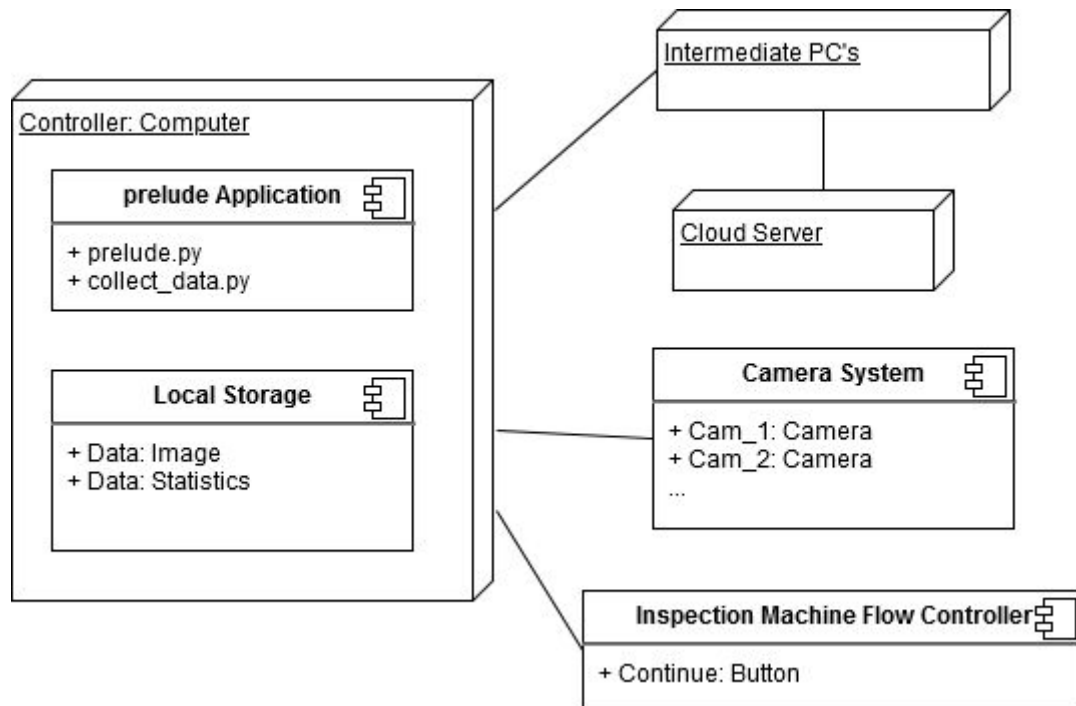 Controller: Computer
prelude Application
+ prelude.py
+ collect_data.py
Local Storage
+ Data: Image
+ Data: Statistics
Intermediate PC's
Cloud Server
Camera System
+ Cam_1: Camera
+ Cam_2: Camera
...
Inspection Machine Flow Controller
+ Continue: Button